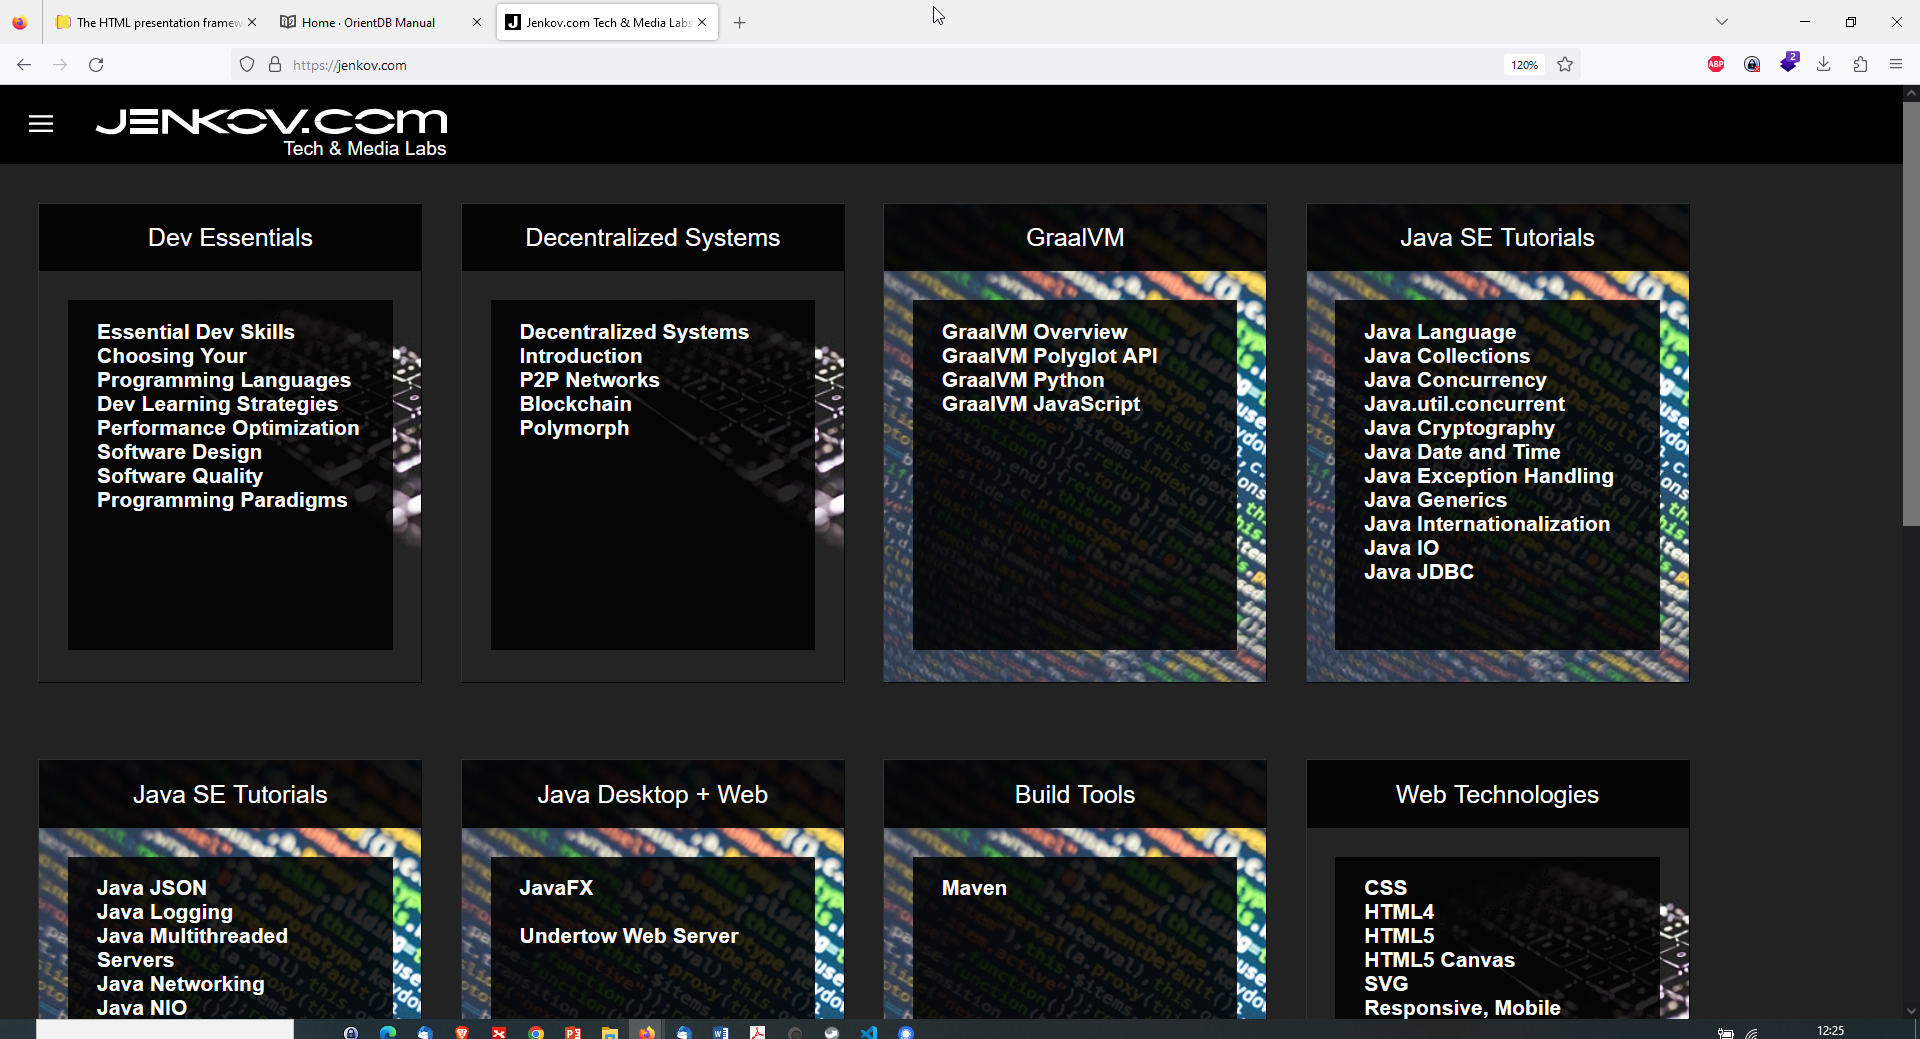 The HTML presentation framew
Home · OrientDB Manual
Jenkov.com Tech & Media Labs
https://jenkov.com
120%
ABP
2
JENKOV.COM
Tech & Media Labs
Dev Essentials
Essential Dev Skills
Choosing Your
Programming Languages
Dev Learning Strategies
Performance Optimization
Software Design
Software Quality
Programming Paradigms
Decentralized Systems
Decentralized Systems
Introduction
P2P Networks
Blockchain
Polymorph
GraalVM
GraalVM Overview
GraalVM Polyglot API
GraalVM Python
GraalVM JavaScript
Java SE Tutorials
Java Language
Java Collections
Java Concurrency
Java.util.concurrent
Java Cryptography
Java Date and Time
Java Exception Handling
Java Generics
Java Internationalization
Java IO
Java JDBC
Java SE Tutorials
Java JSON
Java Logging
Java Multithreaded
Servers
Java Networking
Java NIO
Java Desktop + Web
JavaFX
Undertow Web Server
Build Tools
Maven
Web Technologies
CSS
HTML4
HTML5
HTML5 Canvas
SVG
Responsive, Mobile
12:25